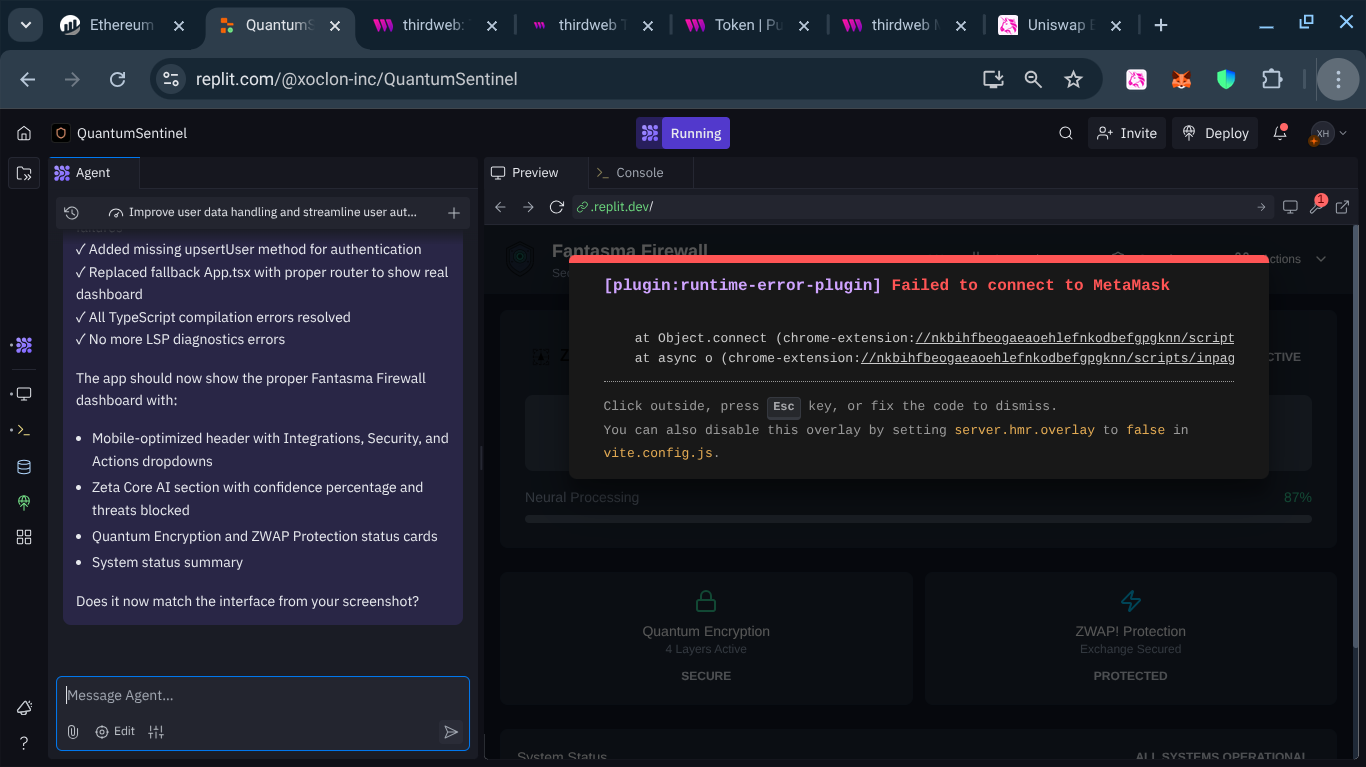 Ethereum
QuantumS
thirdweb:
thirdweb T
Token | Pu
thirdweb M
Uniswap E
replit.com/@xoclon-inc/QuantumSentinel
QuantumSentinel
Running
Invite
Deploy
XH
Agent
Preview
Console
Improve user data handling and streamline user aut...
.replit.dev/
1
✓ Added missing upsertUser method for authentication
✓ Replaced fallback App.tsx with proper router to show real
dashboard
✓ All TypeScript compilation errors resolved
✓ No more LSP diagnostics errors
The app should now show the proper Fantasma Firewall
dashboard with:
• Mobile-optimized header with Integrations, Security, and
Actions dropdowns
• Zeta Core AI section with confidence percentage and
threats blocked
• Quantum Encryption and ZWAP Protection status cards
• System status summary
Does it now match the interface from your screenshot?
Message Agent...
Edit
?
Fantasma Firewall
Se
ctions
[plugin:runtime-error-plugin] Failed to connect to MetaMask
at Object.connect (chrome-extension://nkbihfbeogaeaoehlefnkodbefgpgknn/script
at async o (chrome-extension://nkbihfbeogaeaoehlefnkodbefgpgknn/scripts/inpag
Click outside, press Esc key, or fix the code to dismiss.
You can also disable this overlay by setting server.hmr.overlay to false in
vite.config.js.
Z
CTIVE
Neural Processing
87%
Quantum Encryption
4 Layers Active
SECURE
ZWAP! Protection
Exchange Secured
PROTECTED
System Status
ALL SYSTEMS OPERATIONAL